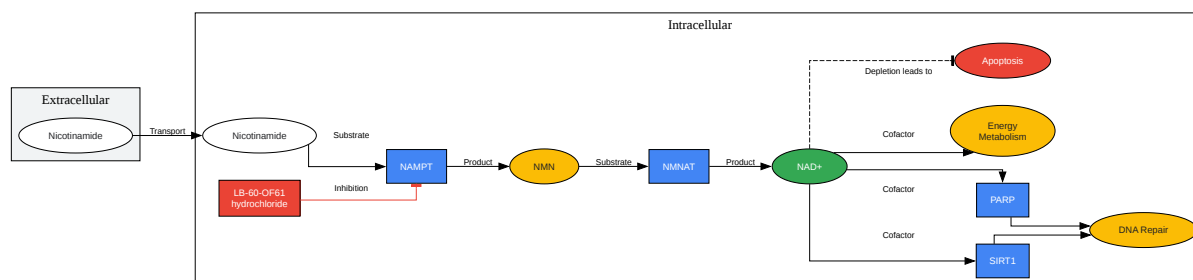 Intracellular
Depletion leads to
Apoptosis
Extracellular
Nicotinamide
Transport
Nicotinamide
Substrate
NAMPT
Product
NMN
Substrate
NMNAT
Product
NAD+
Cofactor
Energy
Metabolism
LB-60-OF61
hydrochloride
Inhibition
Cofactor
PARP
Cofactor
SIRT1
DNA Repair